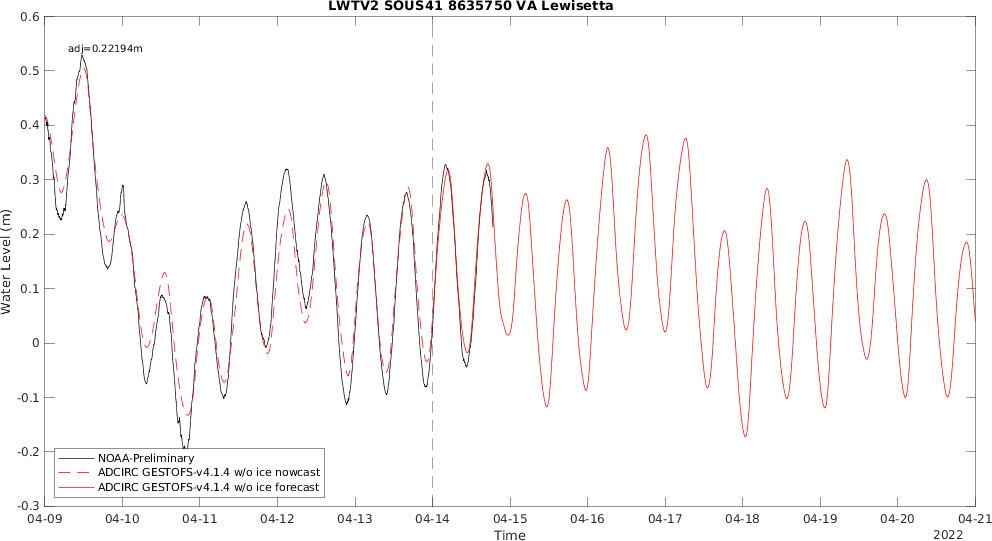 LWTV2 SOUS41 8635750 VA Lewisetta
adj=0.22194m
0.6
0.5
0.4
0.3
0.2
0.1
0
-0.1
-0.2
-0.3
Water Level (m)
NOAA-Preliminary
ADCIRC GESTOFS-v4.1.4 w/o ice nowcast
ADCIRC GESTOFS-v4.1.4 w/o ice forecast
04-09 04-10 04-11 04-12 04-13 04-14 04-15 04-16 04-17 04-18 04-19 04-20 04-21
Time
2022